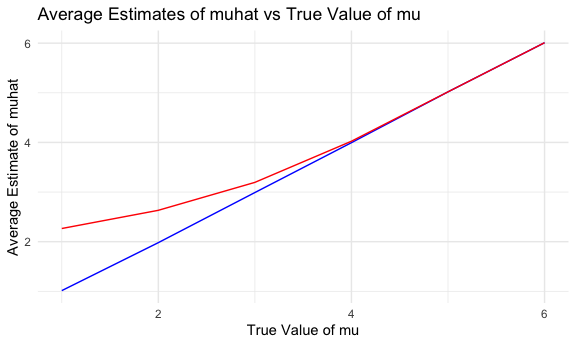 Average Estimates of muhat vs True Value of mu
Average Estimate of muhat
6
4
2
2
4
6
True Value of mu